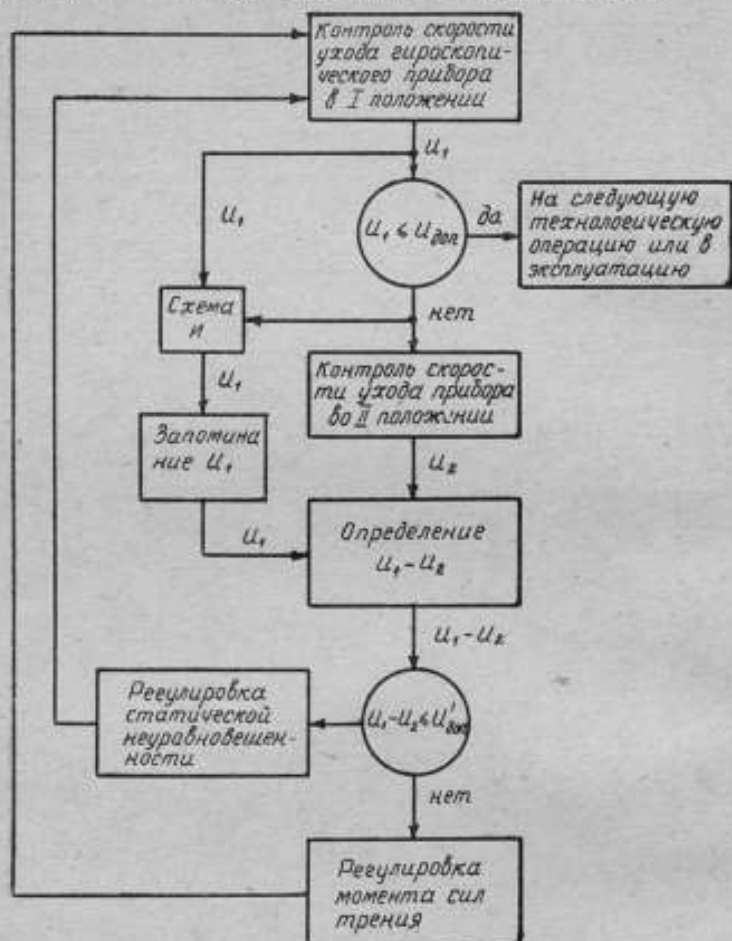 Контроль скорости
ухода гироскопи-
ческого прибора
в I положении
U₁
U₁
U₁ ≤ Uдоп
да
На следующую
технологическую
операцию или в
эксплуатацию
Схема
И
нет
U₁
Контроль скорос-
ти ухода прибора
во II положении
Запомина
ние U₁
U₂
U₁
Определение
U₁ - U₂
U₁ - U₂
Регулировка
статической
неуравновешен-
ности
U₁ - U₂ ≤ U'доп
нет
Регулировка
момента сил
трения